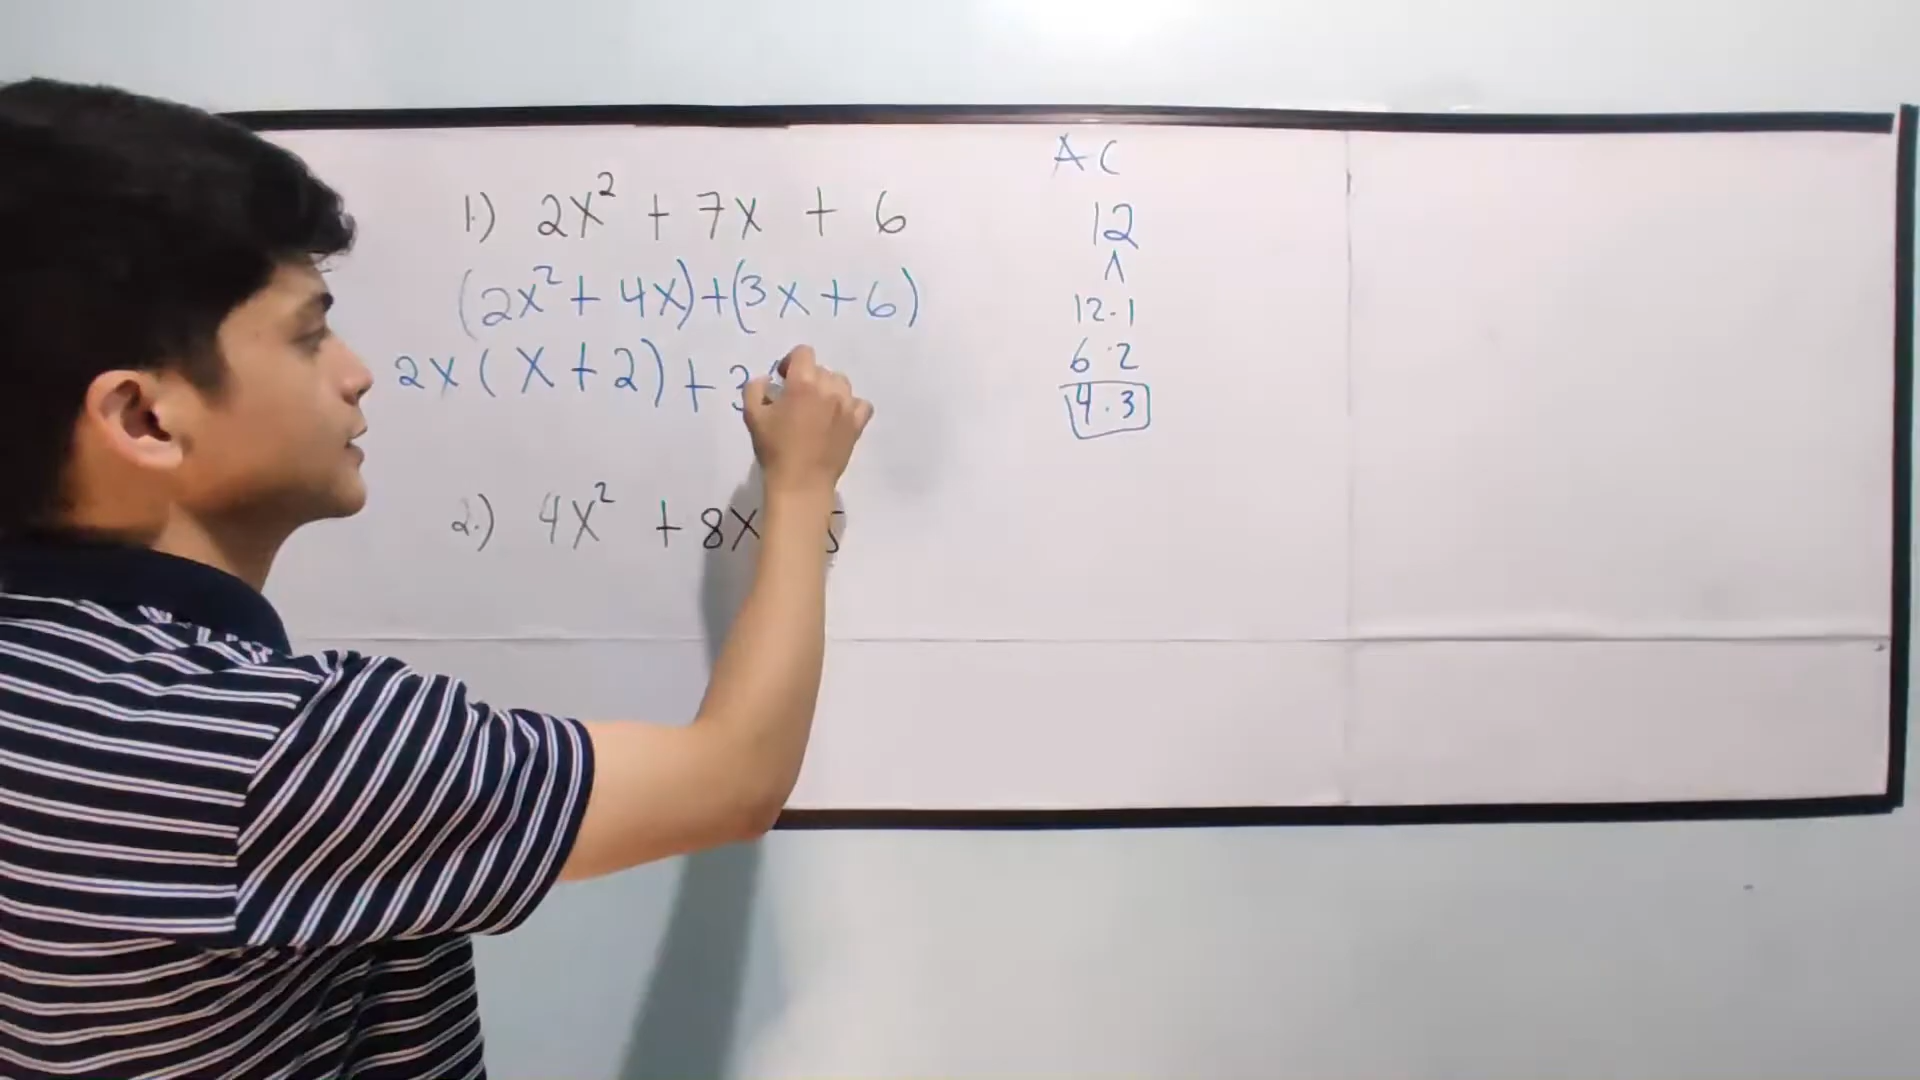 1.) 2x² + 7x + 6
(2x² + 4x) + (3x + 6)
2x (x + 2) + 3
2.) 4x² + 8x 5
AC
12
∧
12·1
6·2
4·3